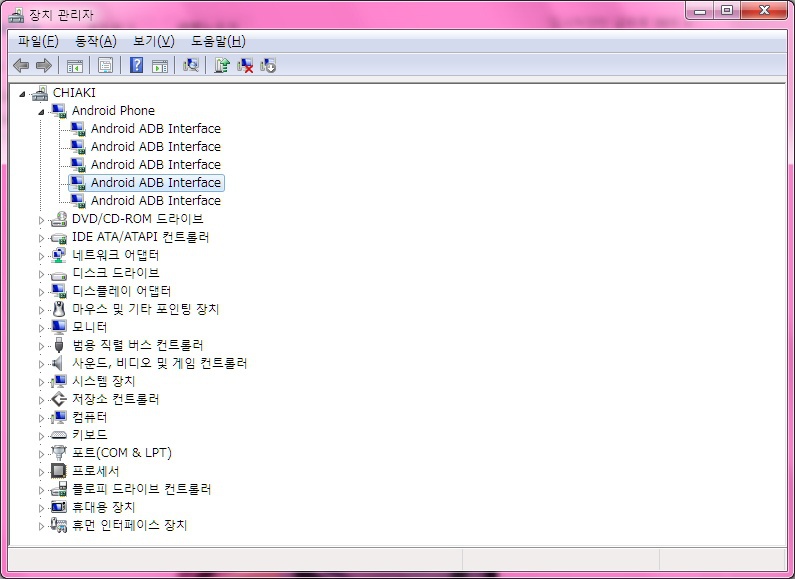 장치 관리자
파일(F) 동작(A) 보기(V) 도움말(H)
CHIAKI
Android Phone
Android ADB Interface
Android ADB Interface
Android ADB Interface
Android ADB Interface
Android ADB Interface
DVD/CD-ROM 드라이브
IDE ATA/ATAPI 컨트롤러
네트워크 어댑터
디스크 드라이브
디스플레이 어댑터
마우스 및 기타 포인팅 장치
모니터
범용 직렬 버스 컨트롤러
사운드, 비디오 및 게임 컨트롤러
시스템 장치
저장소 컨트롤러
컴퓨터
키보드
포트(COM & LPT)
프로세서
플로피 드라이브 컨트롤러
휴대용 장치
휴먼 인터페이스 장치